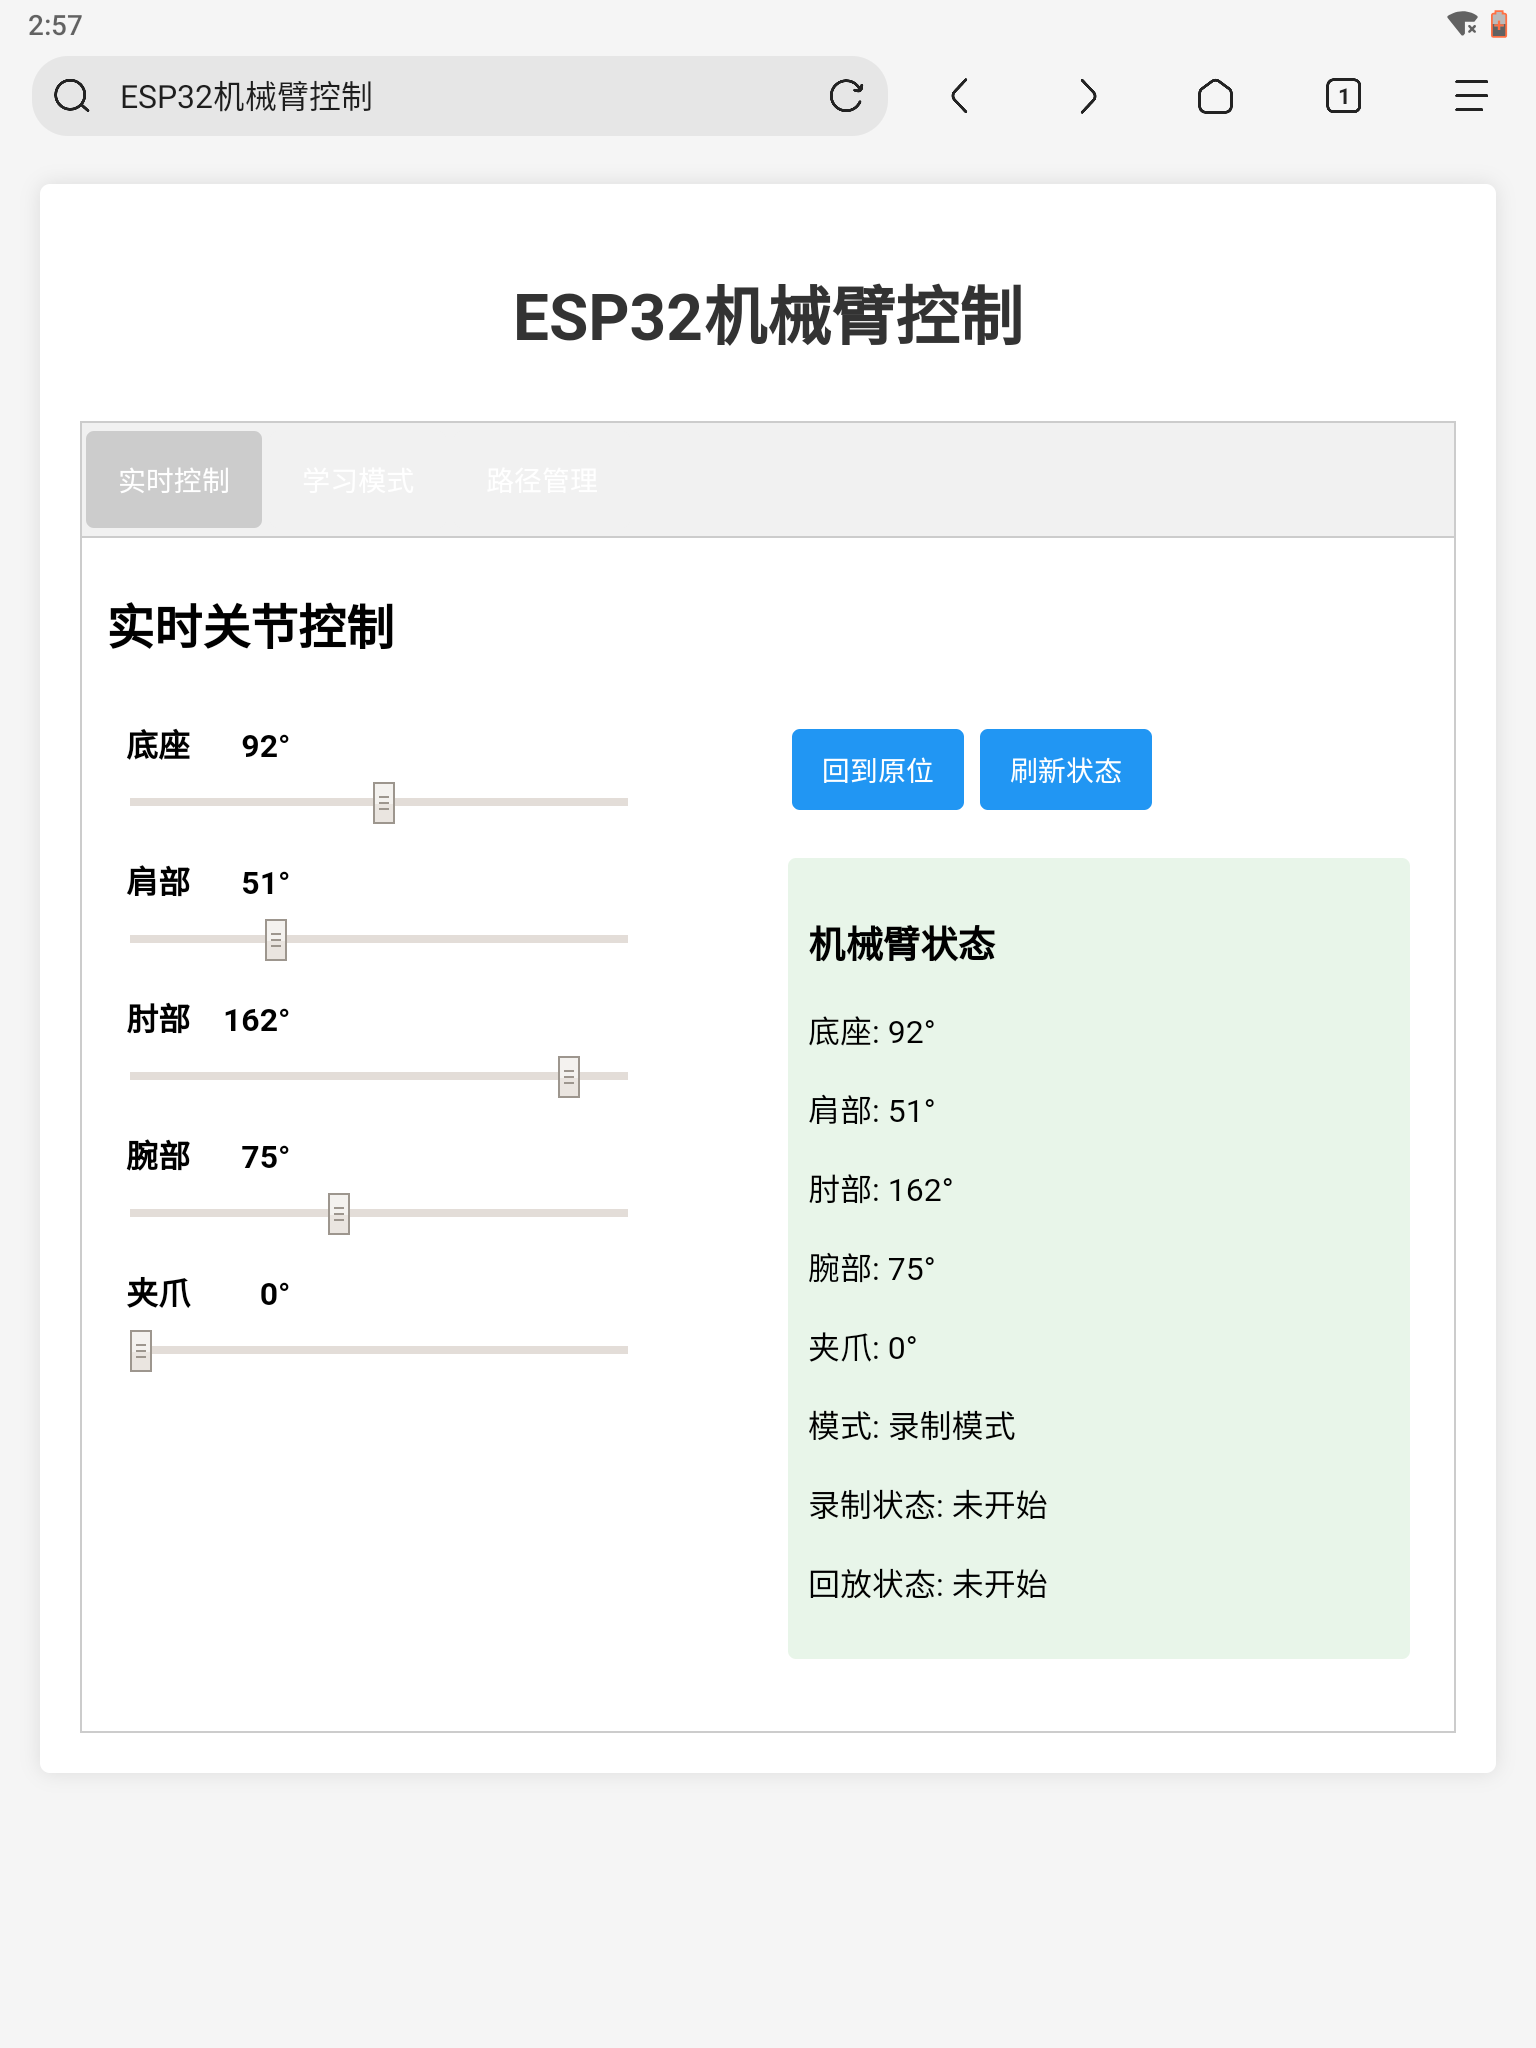 2:57
ESP32机械臂控制
1
ESP32机械臂控制
实时控制 学习模式 路径管理
实时关节控制
底座 92°
肩部 51°
肘部 162°
腕部 75°
夹爪 0°
回到原位 刷新状态
机械臂状态
底座: 92°
肩部: 51°
肘部: 162°
腕部: 75°
夹爪: 0°
模式: 录制模式
录制状态: 未开始
回放状态: 未开始